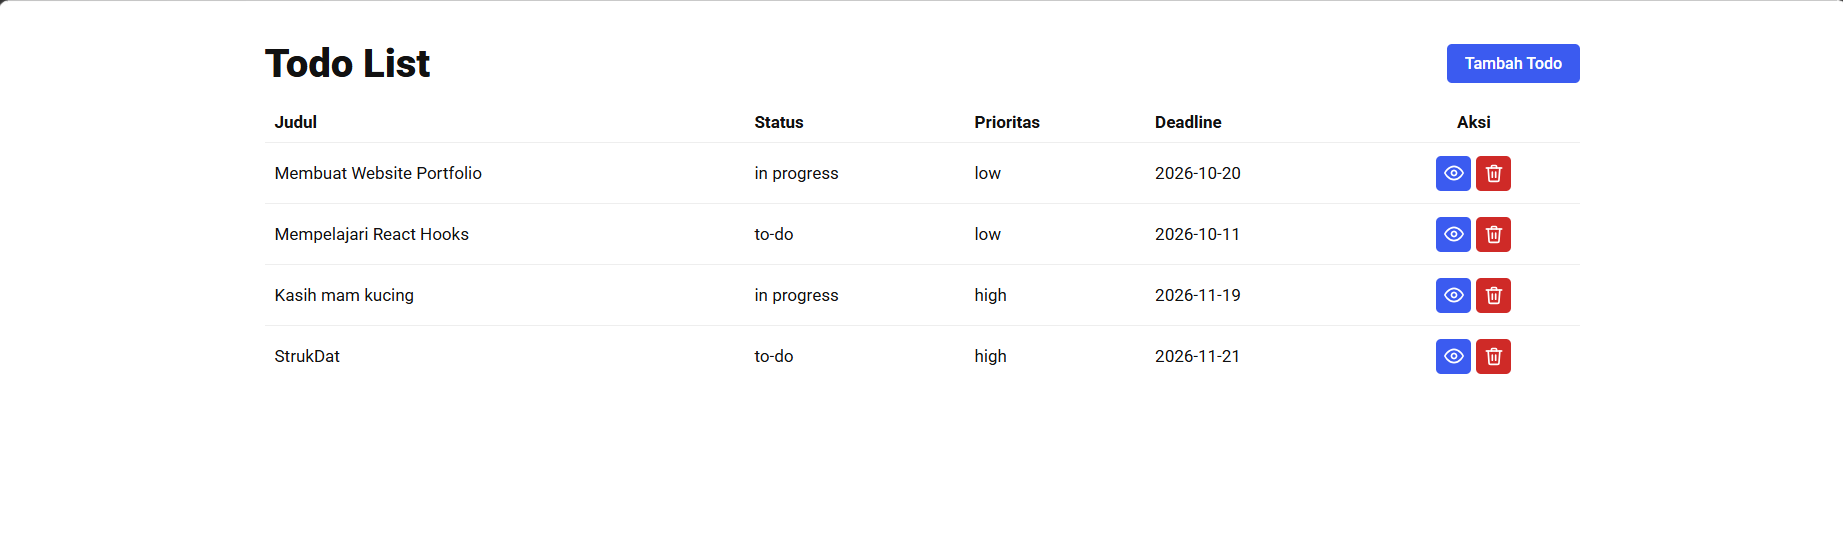 Todo List Tambah Todo
Judul Status Prioritas Deadline Aksi
Membuat Website Portfolio in progress low 2026-10-20
Mempelajari React Hooks to-do low 2026-10-11
Kasih mam kucing in progress high 2026-11-19
StrukDat to-do high 2026-11-21